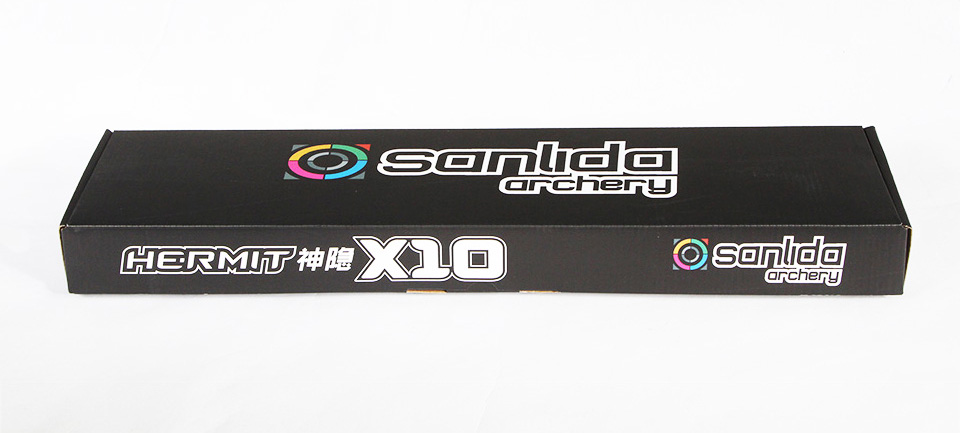 sanlida
archery
HERMIT 神隐 X10
sanlida
archery